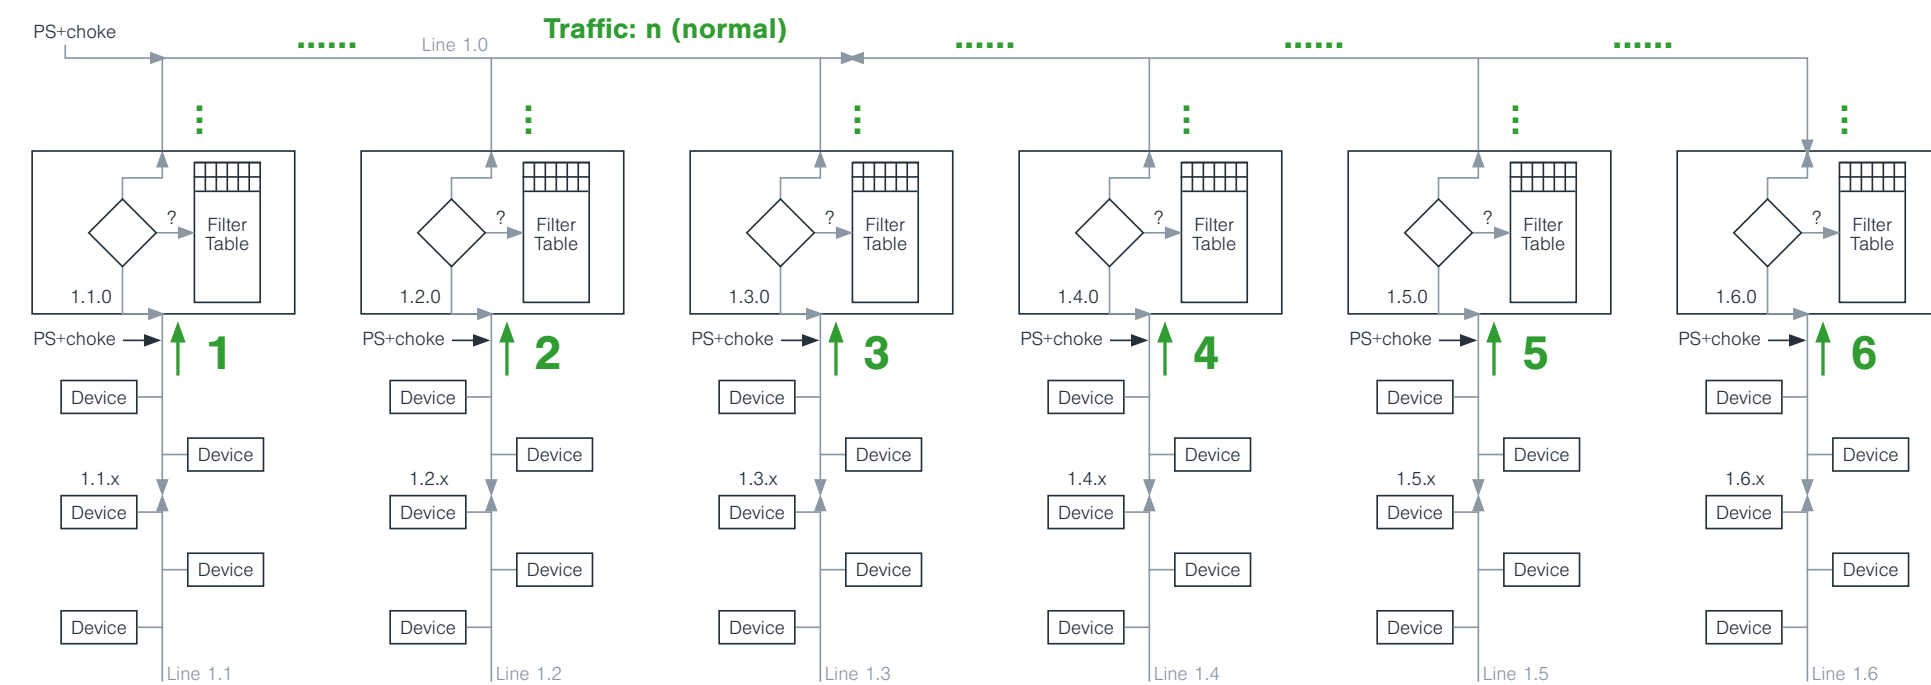 PS+choke
Line 1.0
Traffic: n (normal)
? Filter Table
? Filter Table
? Filter Table
? Filter Table
? Filter Table
? Filter Table
1.1.0
1.2.0
1.3.0
1.4.0
1.5.0
1.6.0
PS+choke 1
PS+choke 2
PS+choke 3
PS+choke 4
PS+choke 5
PS+choke 6
Device Device Device Device Device Device
Device Device Device Device Device Device
1.1.x 1.2.x 1.3.x 1.4.x 1.5.x 1.6.x
Device Device Device Device Device Device
Device Device Device Device Device Device
Device Device Device Device Device Device
Line 1.1 Line 1.2 Line 1.3 Line 1.4 Line 1.5 Line 1.6